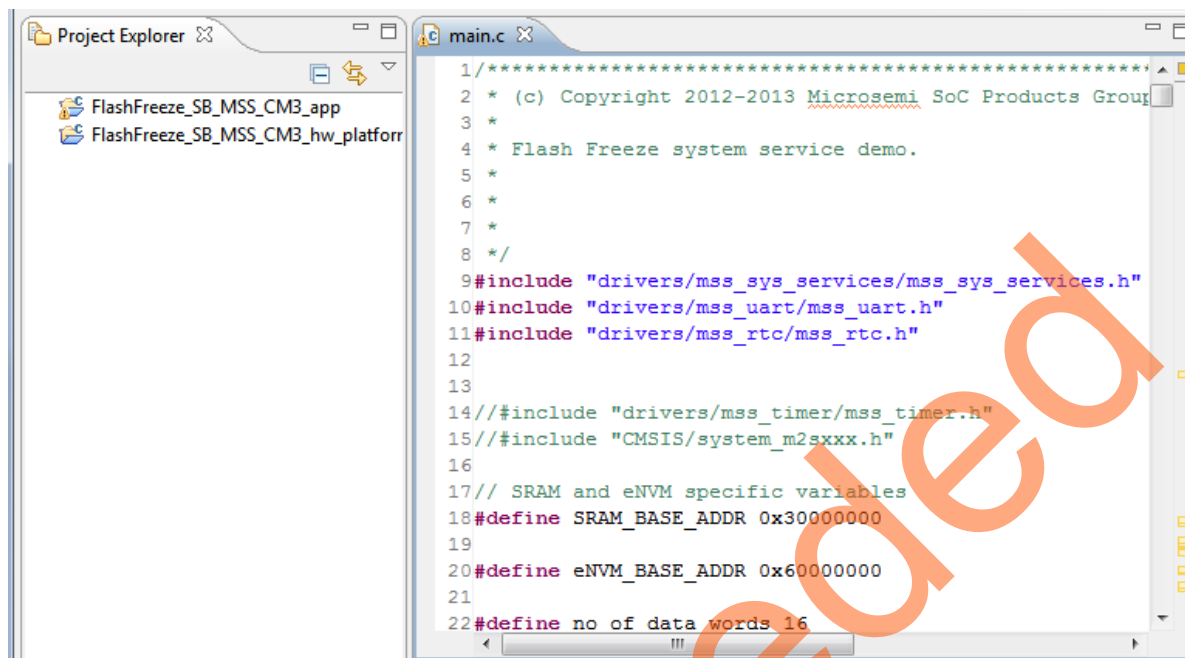 Project Explorer
FlashFreeze_SB_MSS_CM3_app
FlashFreeze_SB_MSS_CM3_hw_platform
main.c
1/******************************************************
2 * (c) Copyright 2012-2013 Microsemi SoC Products Group
3 *
4 * Flash Freeze system service demo.
5 *
6 *
7 *
8 */
9#include "drivers/mss_sys_services/mss_sys_services.h"
10#include "drivers/mss_uart/mss_uart.h"
11#include "drivers/mss_rtc/mss_rtc.h"
12
13
14//#include "drivers/mss_timer/mss_timer.h"
15//#include "CMSIS/system_m2sxxx.h"
16
17// SRAM and eNVM specific variables
18#define SRAM_BASE_ADDR 0x30000000
19
20#define eNVM_BASE_ADDR 0x60000000
21
22#define no of data words 16
ded